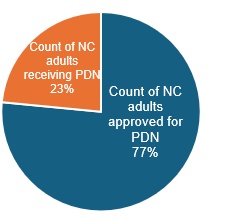 Count of NC
adults
receiving PDN
23%
Count of NC
adults
approved for
PDN
77%